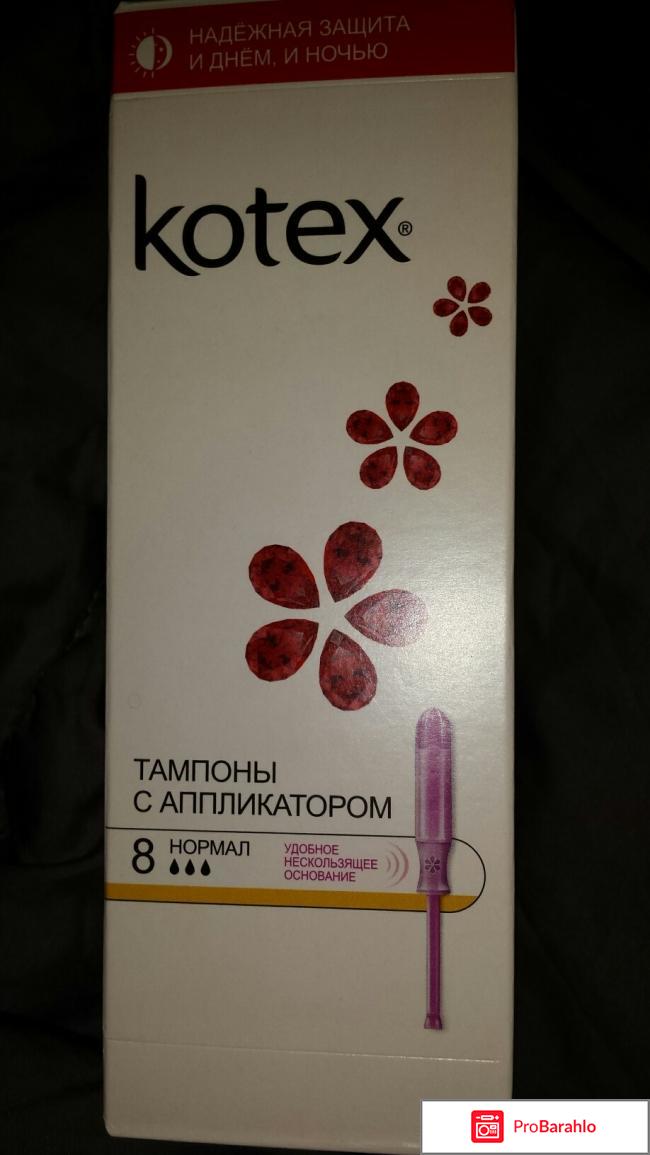 НАДЁЖНАЯ ЗАЩИТА
И ДНЁМ, И НОЧЬЮ
kotex®
ТАМПОНЫ
С АППЛИКАТОРОМ
8 НОРМАЛ
УДОБНОЕ
НЕСКОЛЬЗЯЩЕЕ
ОСНОВАНИЕ
ProBarahlo